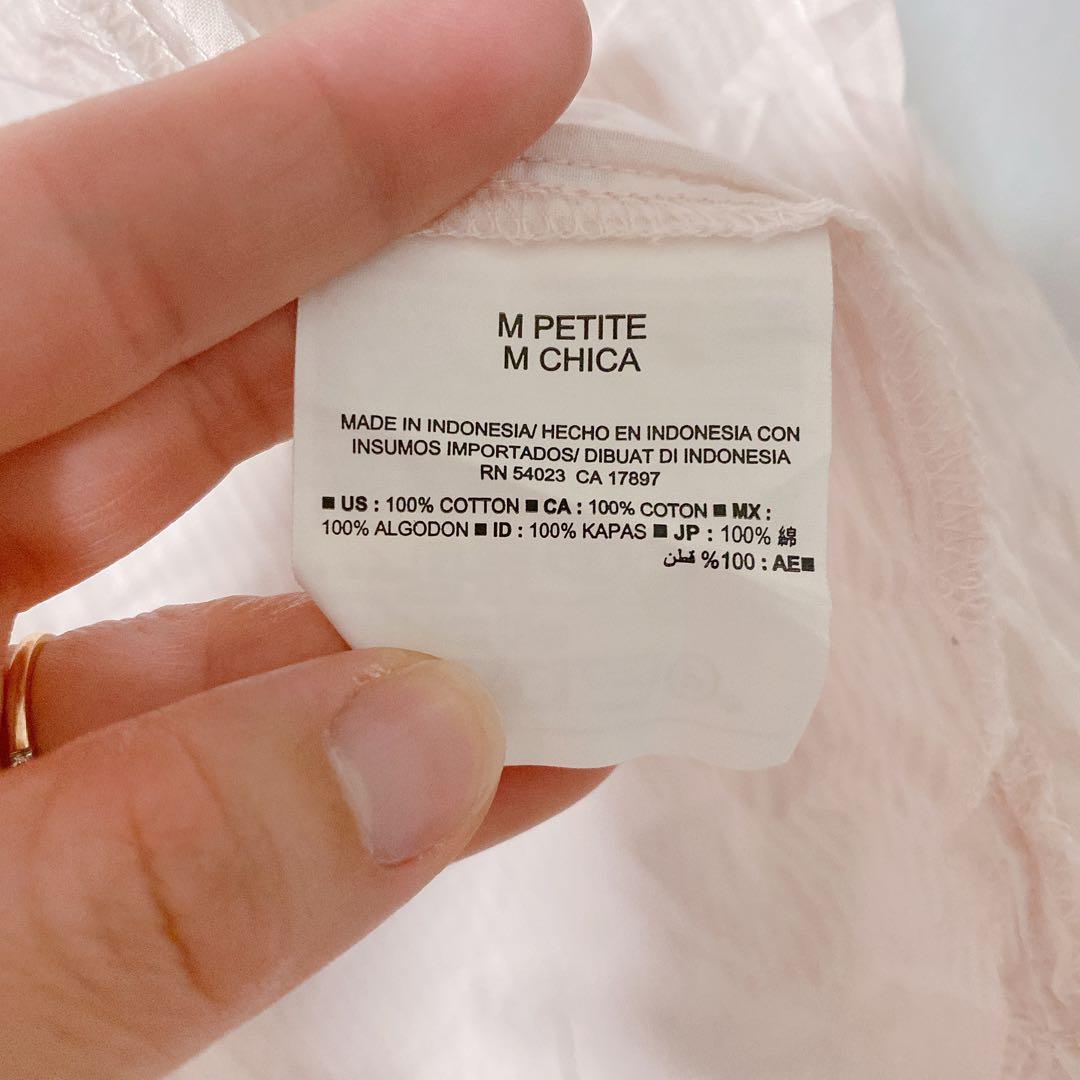 M PETITE
M CHICA
MADE IN INDONESIA/ HECHO EN INDONESIA CON
INSUMOS IMPORTADOS/ DIBUAT DI INDONESIA
RN 54023 CA 17897
■ US : 100% COTTON ■ CA : 100% COTON ■ MX :
100% ALGODON ■ ID : 100% KAPAS ■ JP : 100% 綿
■AE : 100% قطن